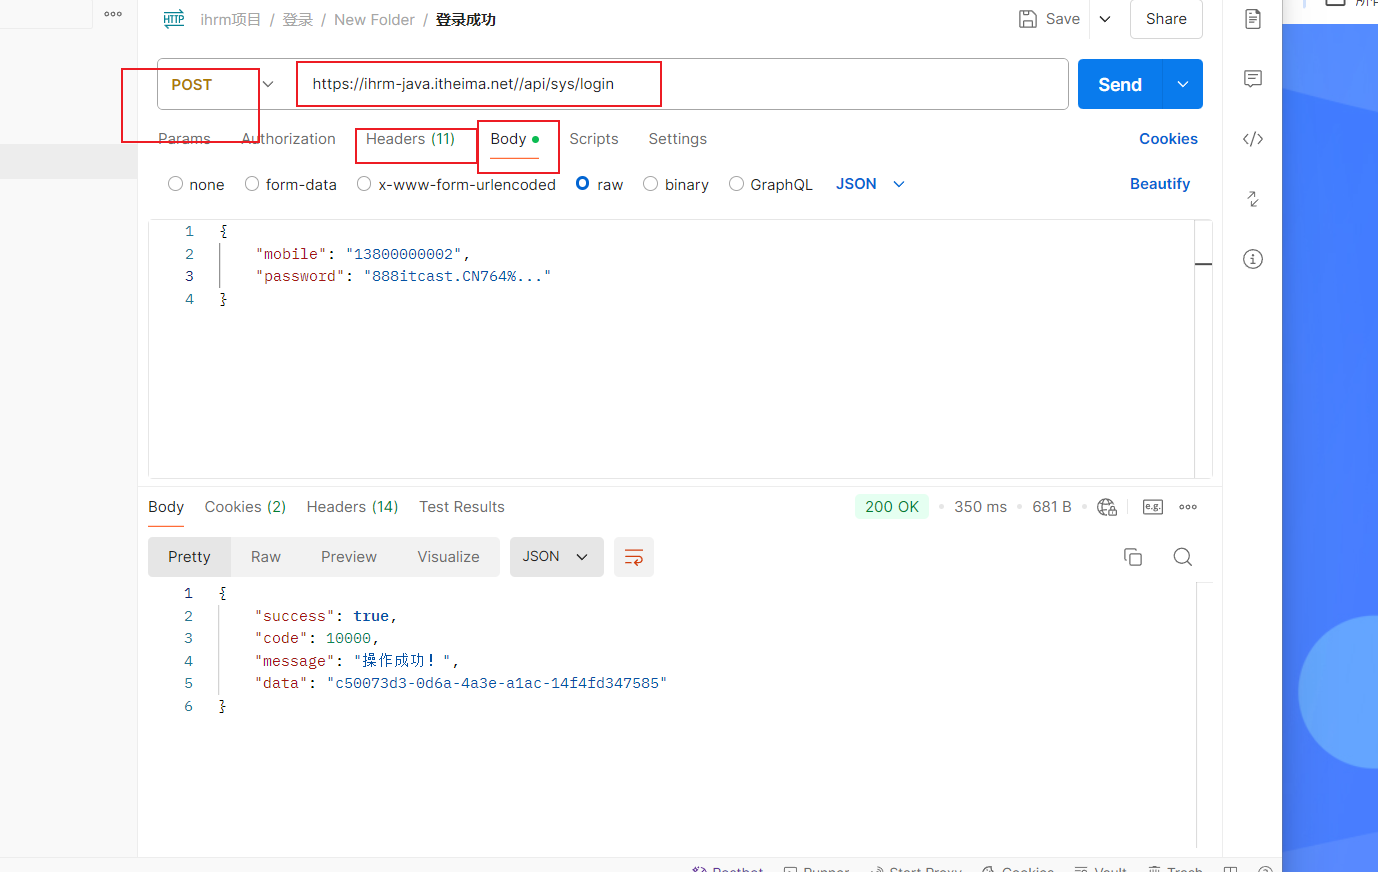 HTTP ihrm项目 / 登录 / New Folder / 登录成功 Save Share
POST https://ihrm-java.itheima.net//api/sys/login Send
Params Authorization Headers (11) Body Scripts Settings Cookies
none form-data x-www-form-urlencoded raw binary GraphQL JSON Beautify
1 {
2 "mobile": "13800000002",
3 "password": "888itcast.CN764%..."
4 }
Body Cookies (2) Headers (14) Test Results 200 OK 350 ms 681 B e.g.
Pretty Raw Preview Visualize JSON
1 {
2 "success": true,
3 "code": 10000,
4 "message": "操作成功！",
5 "data": "c50073d3-0d6a-4a3e-a1ac-14f4fd347585"
6 }
Postbot Runner Start Proxy Cookies Vault Trash